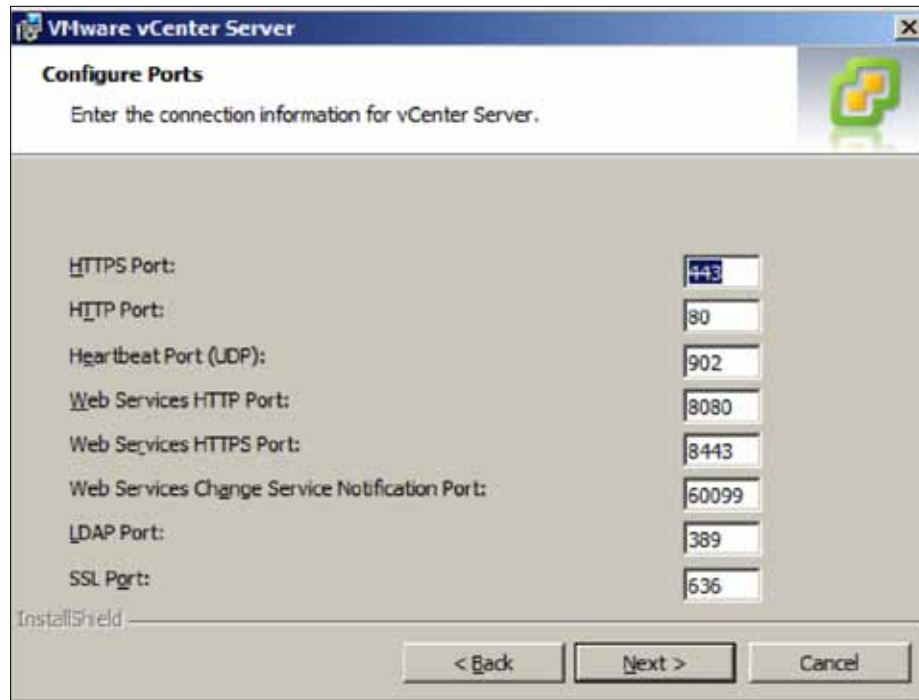 VMware vCenter Server
Configure Ports
Enter the connection information for vCenter Server.
HTTPS Port: 443
HTTP Port: 80
Heartbeat Port (UDP): 902
Web Services HTTP Port: 8080
Web Services HTTPS Port: 8443
Web Services Change Service Notification Port: 60099
LDAP Port: 389
SSL Port: 636
InstallShield
< Back Next > Cancel